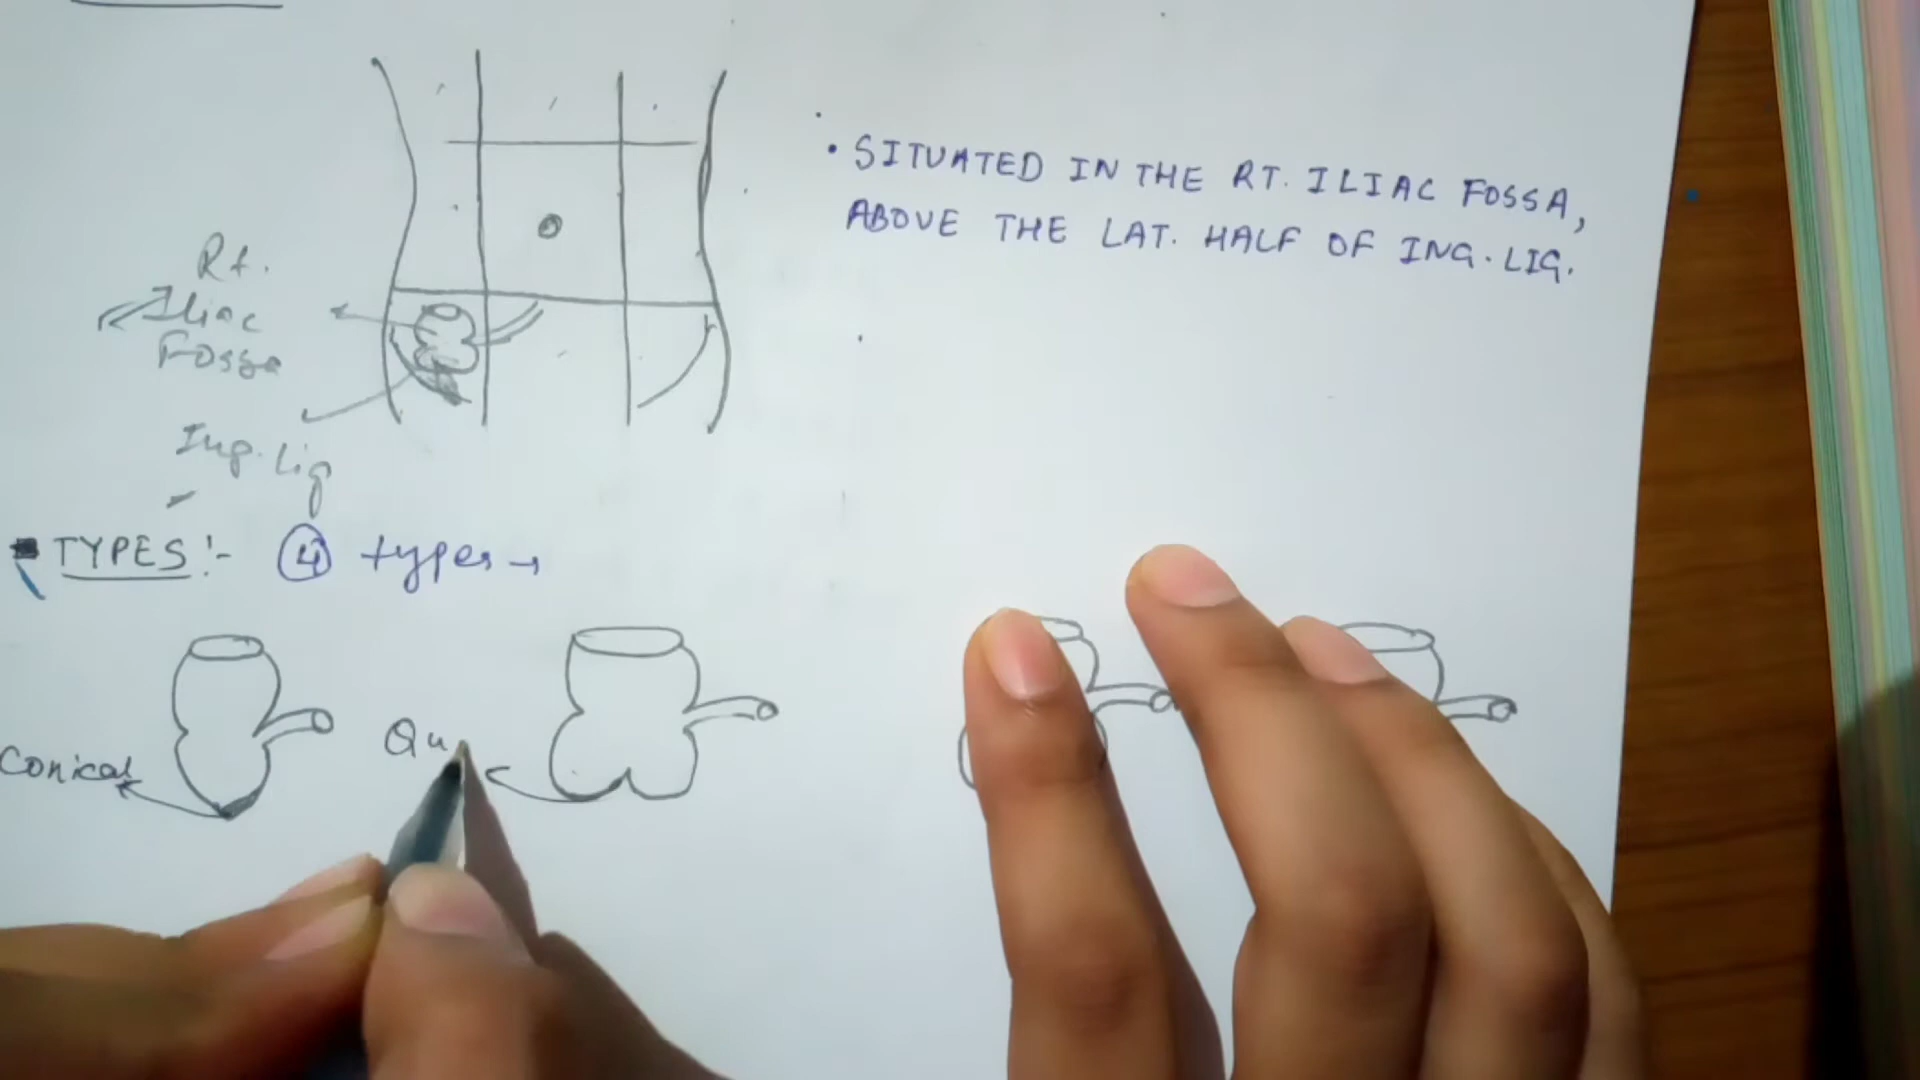 • SITUATED IN THE RT. ILIAC FOSSA,
ABOVE THE LAT. HALF OF ING. LIG.
Rt.
Iliac
Fossa
Ing. Lig
TYPES :- ④ types →
Conical
Qu